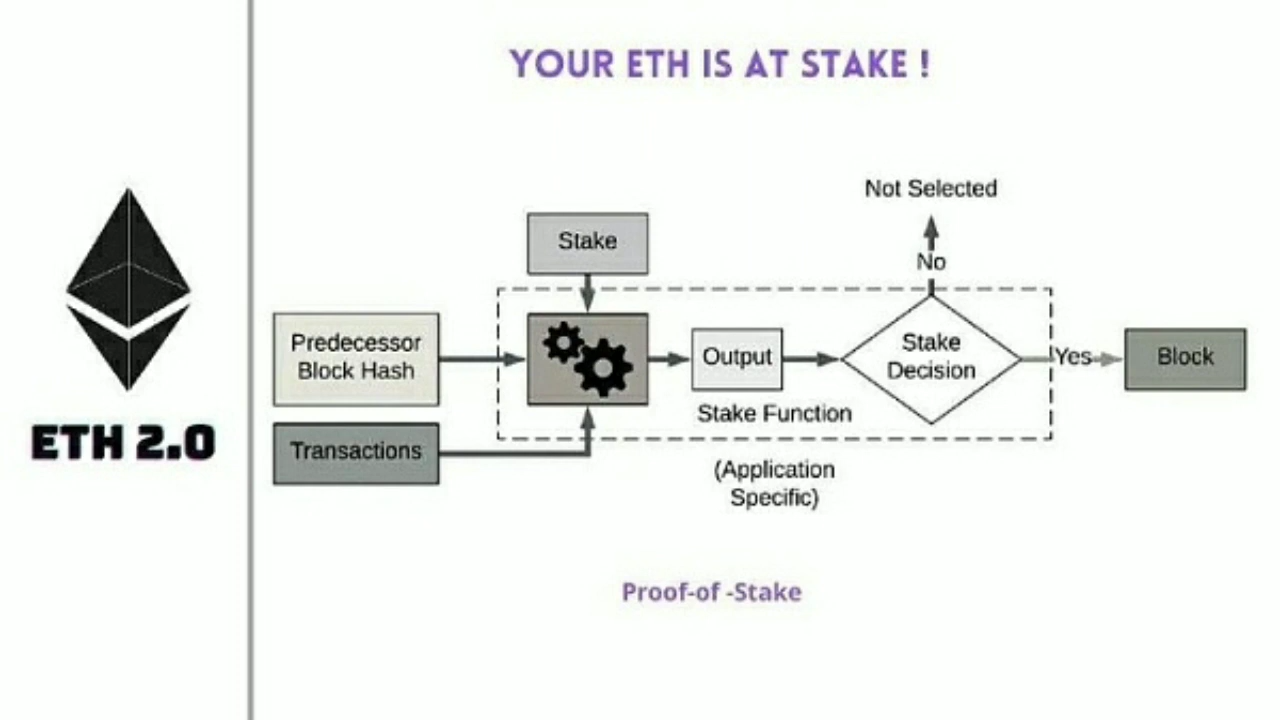 YOUR ETH IS AT STAKE !
ETH 2.0
Not Selected
No
Stake
Predecessor
Block Hash
Transactions
Output
Stake
Decision
Yes
Block
Stake Function
(Application
Specific)
Proof-of -Stake